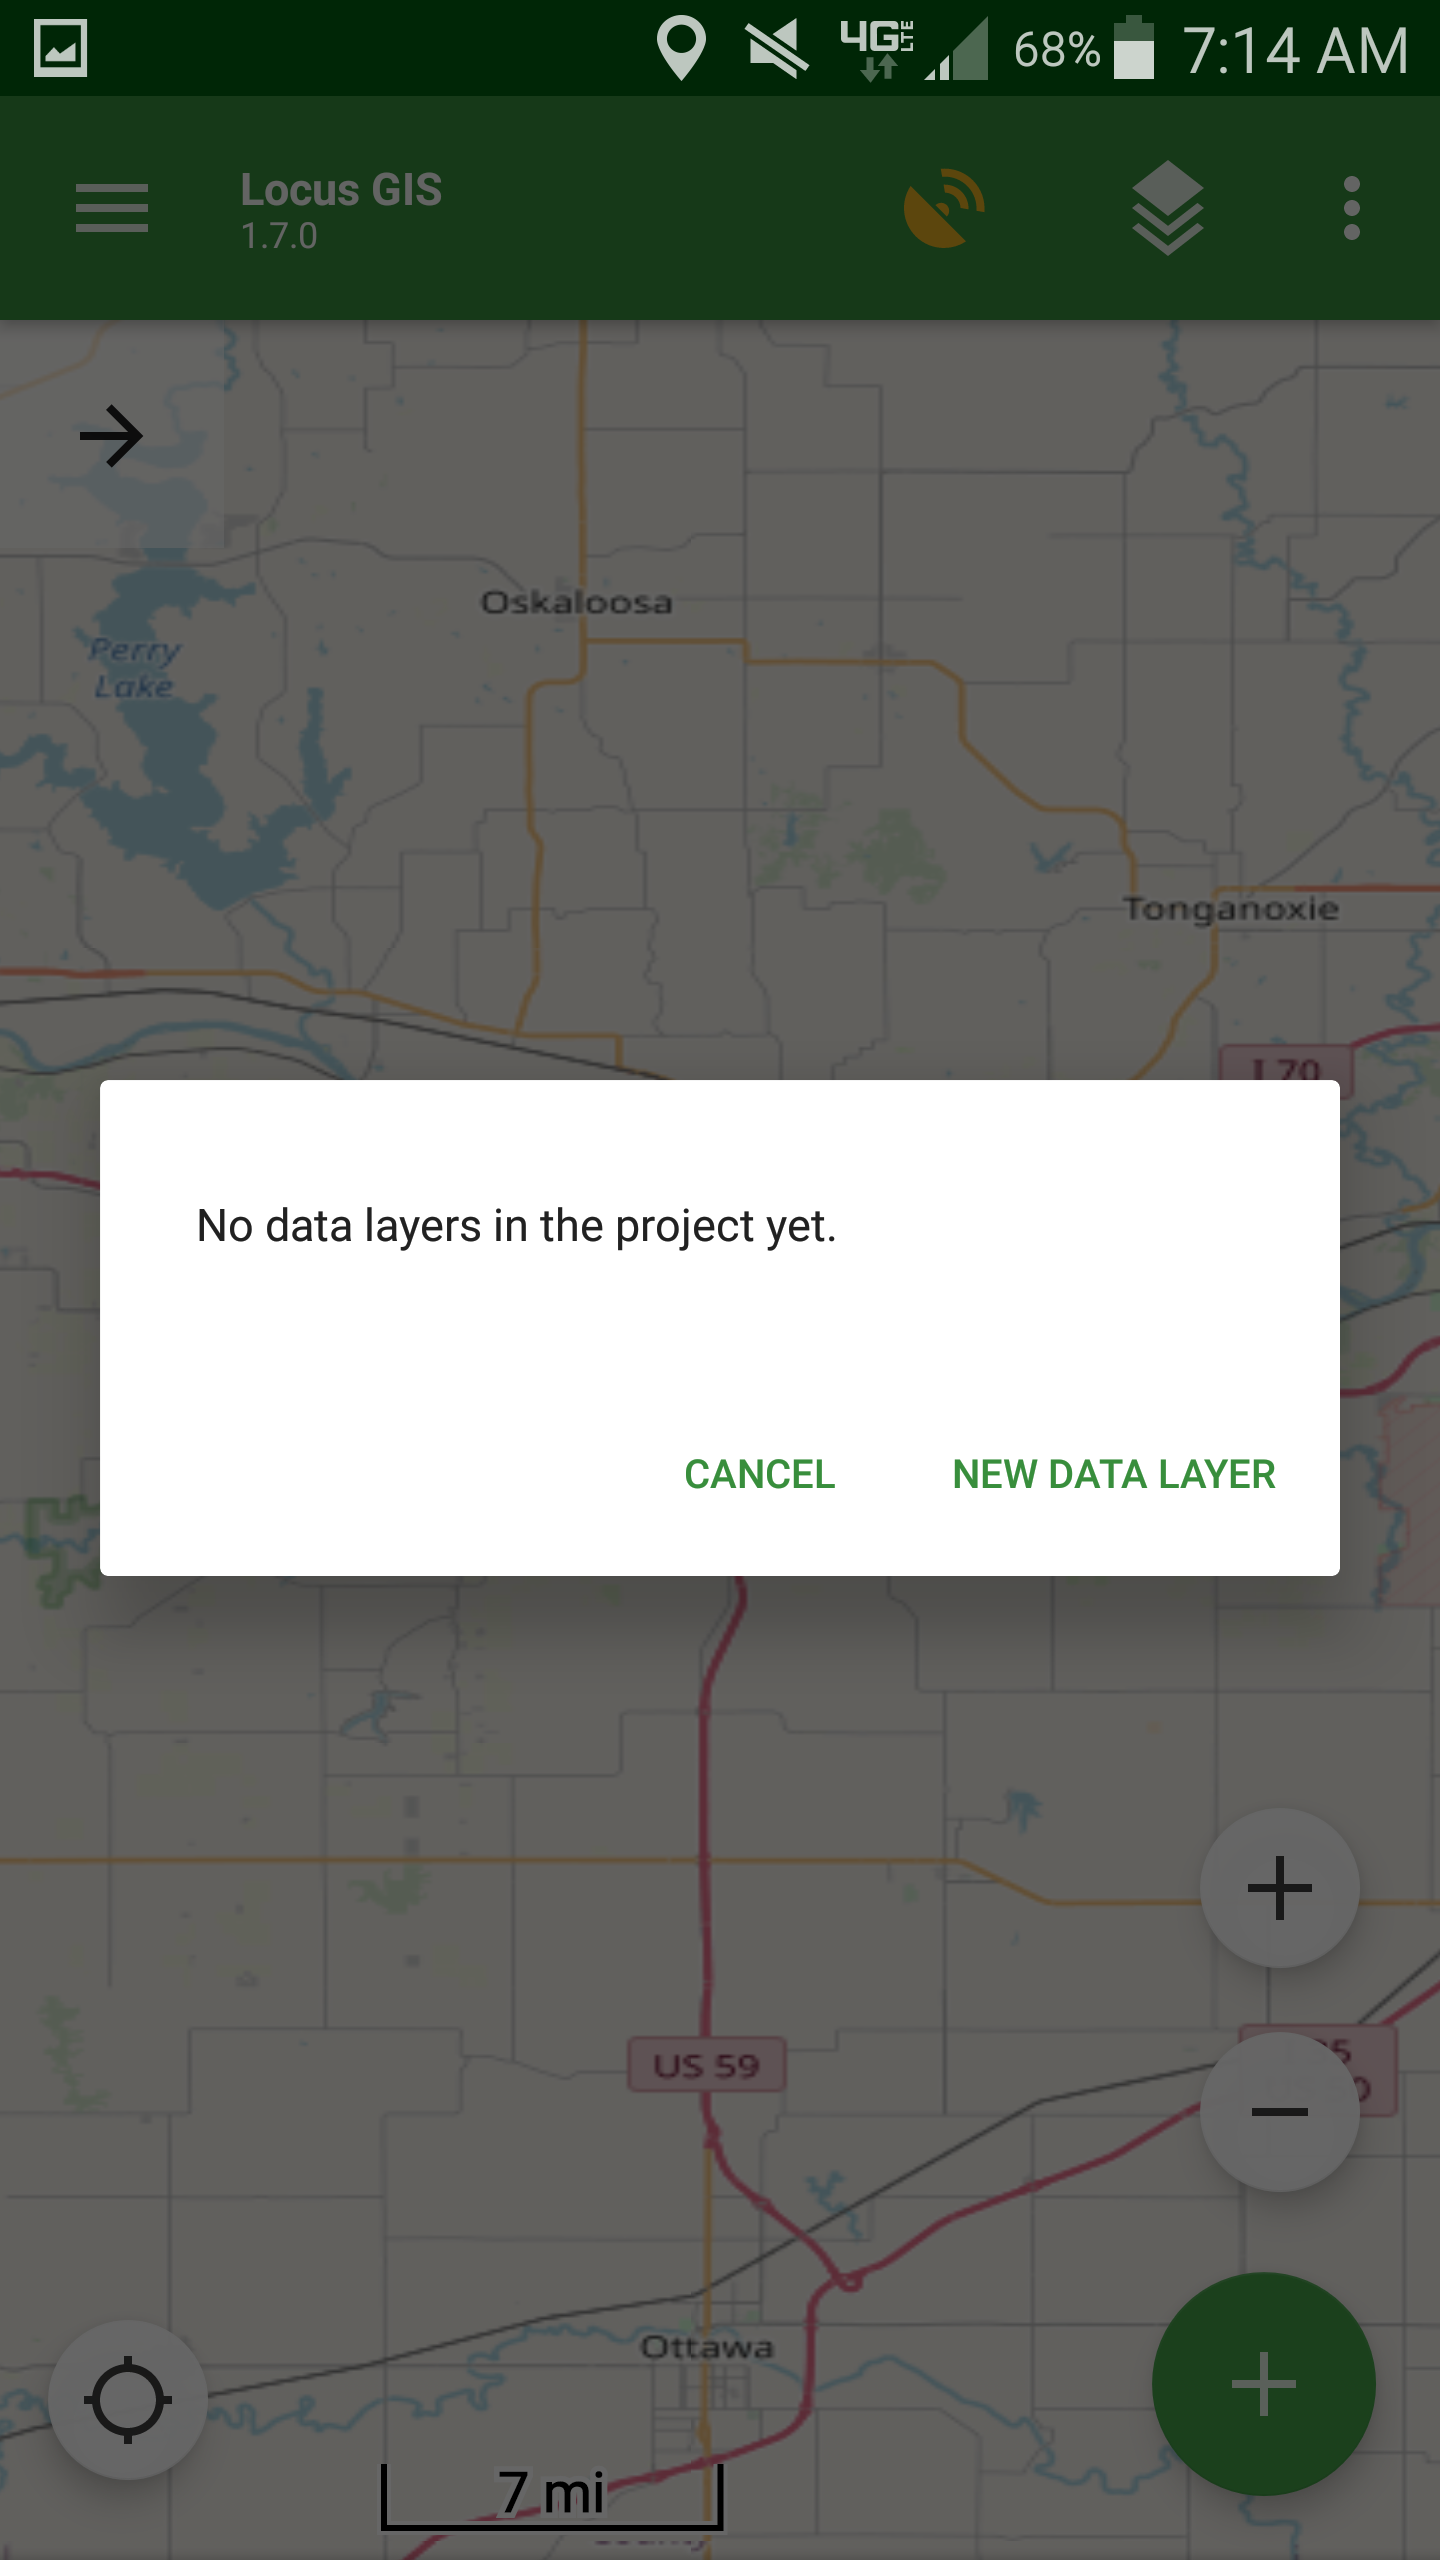 4G LTE 68% 7:14 AM
Locus GIS
1.7.0
Oskaloosa
Perry
Lake
Tonganoxie
I 70
No data layers in the project yet.
CANCEL
NEW DATA LAYER
US 59
Ottawa
7 mi